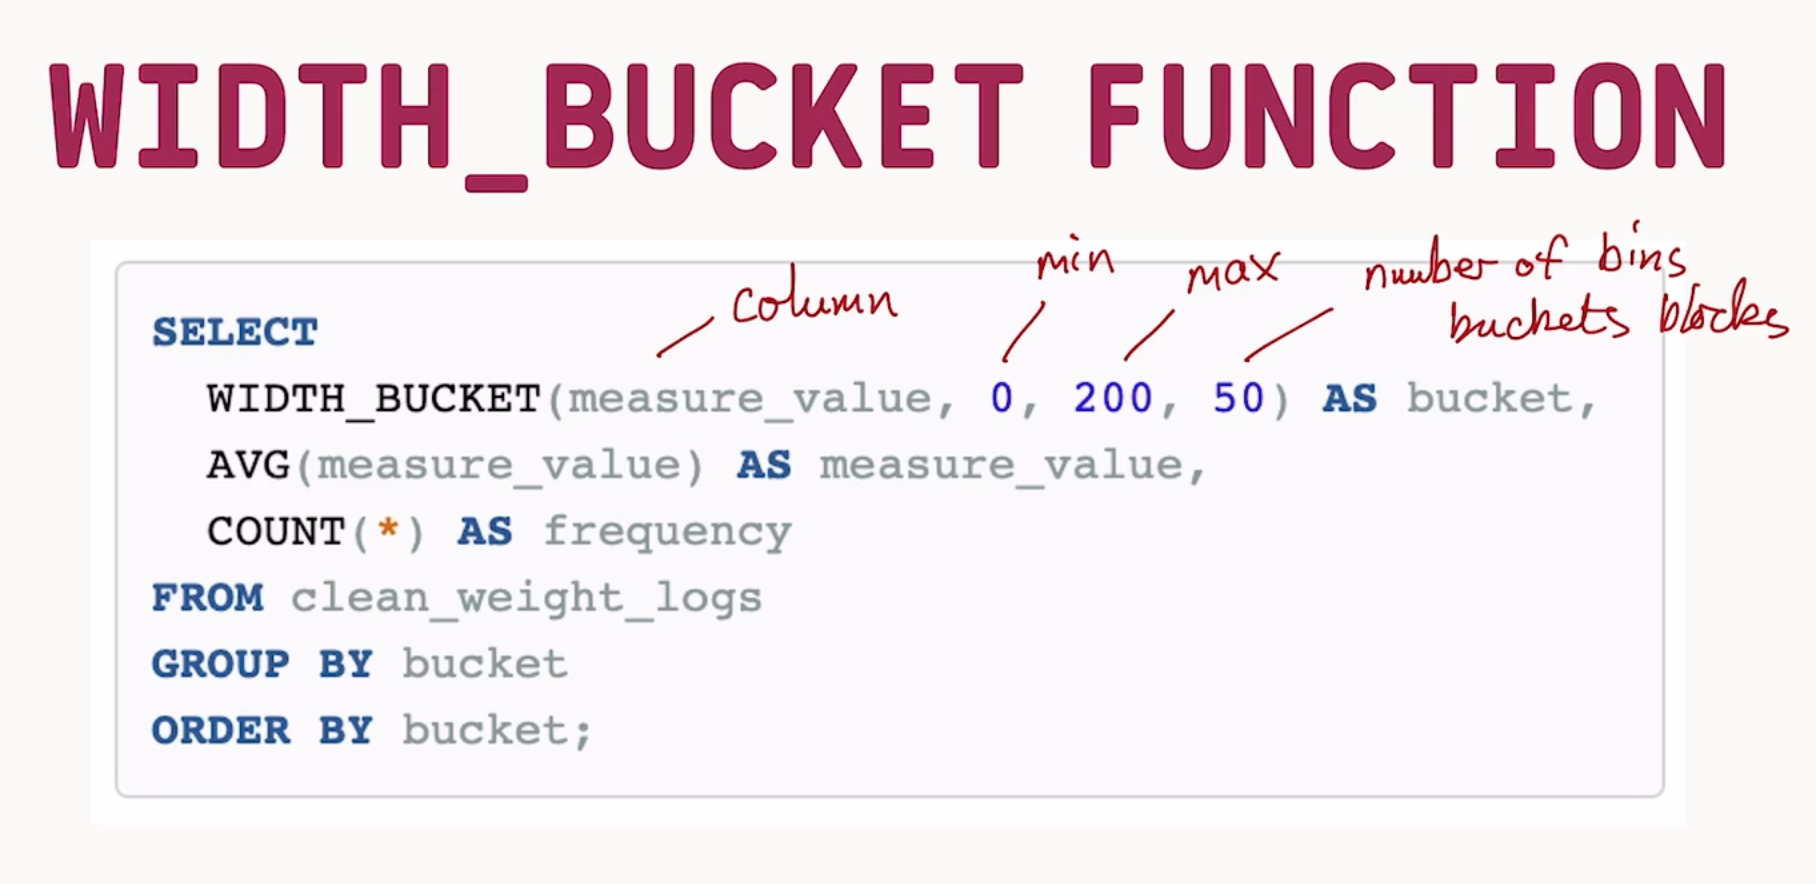 WIDTH_BUCKET FUNCTION
min
max
number of bins
column
buckets blocks
SELECT
WIDTH_BUCKET(measure_value, 0, 200, 50) AS bucket,
AVG(measure_value) AS measure_value,
COUNT(*) AS frequency
FROM clean_weight_logs
GROUP BY bucket
ORDER BY bucket;